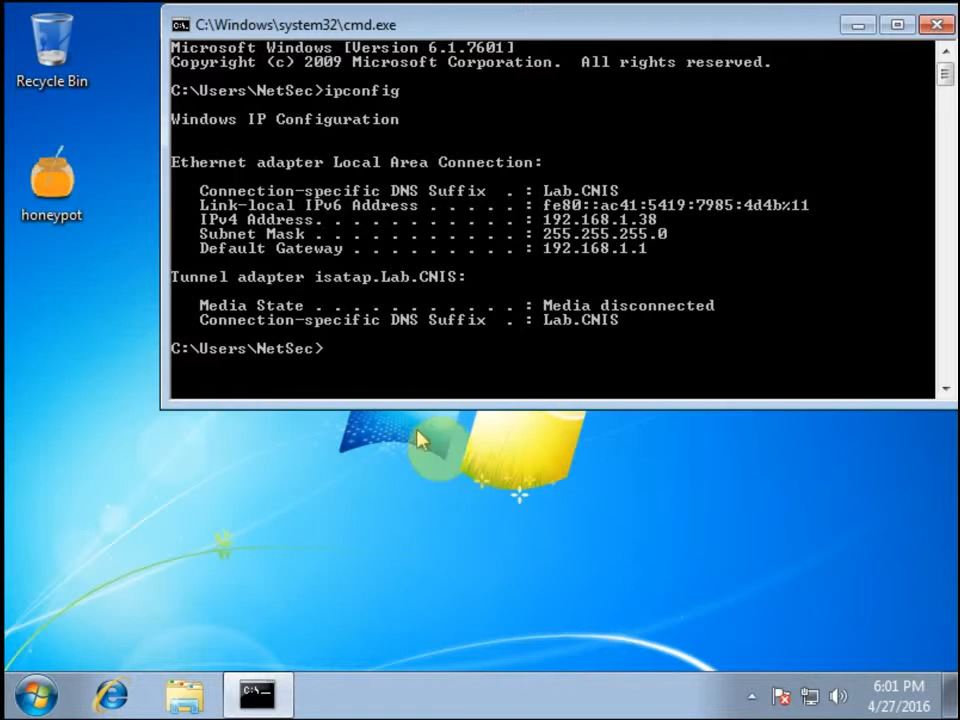 C:\Windows\system32\cmd.exe
Microsoft Windows [Version 6.1.7601]
Copyright (c) 2009 Microsoft Corporation.  All rights reserved.
C:\Users\NetSec>ipconfig
Windows IP Configuration
Ethernet adapter Local Area Connection:
Connection-specific DNS Suffix  . : Lab.CNIS
Link-local IPv6 Address . . . . . : fe80::ac41:5419:7985:4d4b%11
IPv4 Address. . . . . . . . . . . : 192.168.1.38
Subnet Mask . . . . . . . . . . . : 255.255.255.0
Default Gateway . . . . . . . . . : 192.168.1.1
Tunnel adapter isatap.Lab.CNIS:
Media State . . . . . . . . . . . : Media disconnected
Connection-specific DNS Suffix  . : Lab.CNIS
C:\Users\NetSec>
Recycle Bin
honeypot
C:\_
6:01 PM
4/27/2016